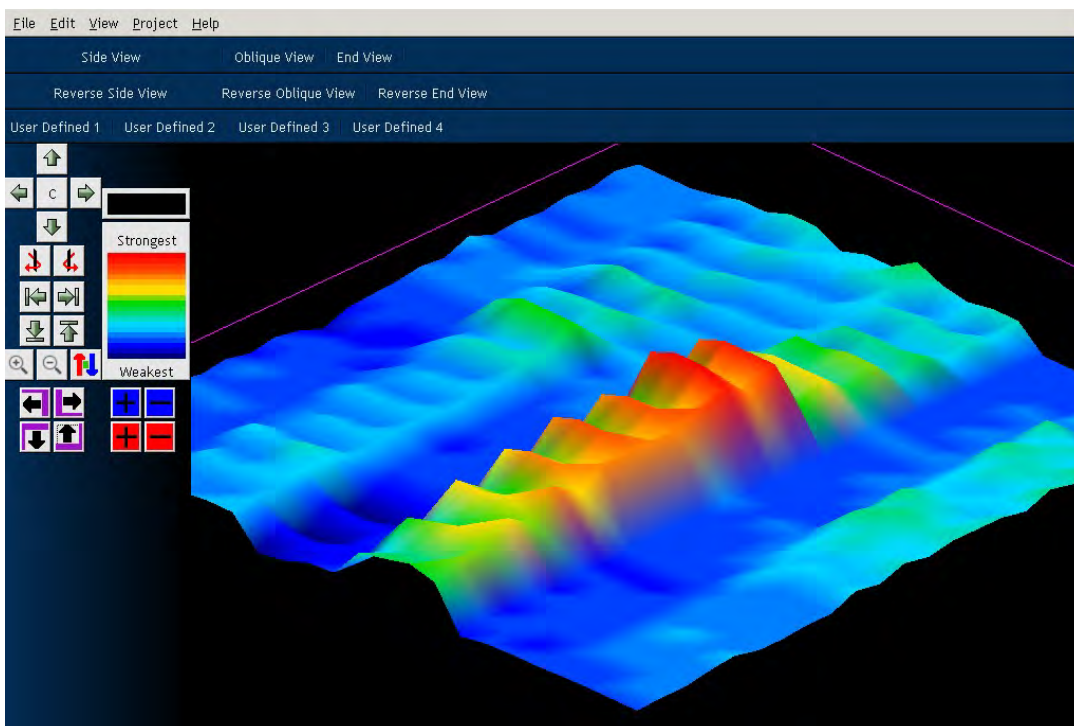 File Edit View Project Help
Side View Oblique View End View
Reverse Side View Reverse Oblique View Reverse End View
User Defined 1 User Defined 2 User Defined 3 User Defined 4
C
Strongest
Weakest